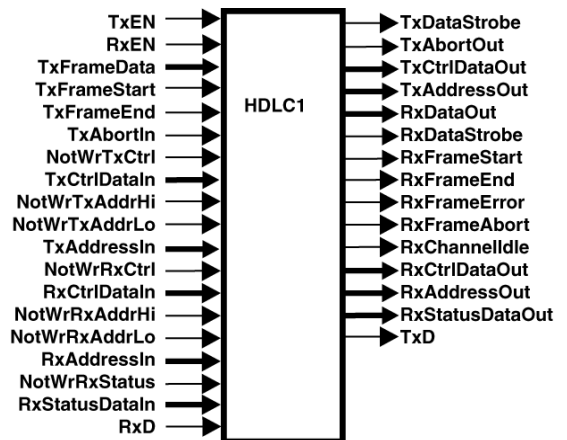 TxEN
RxEN
TxFrameData
TxFrameStart
TxFrameEnd
TxAbortIn
NotWrTxCtrl
TxCtrlDataIn
NotWrTxAddrHi
NotWrTxAddrLo
TxAddressIn
NotWrRxCtrl
RxCtrlDataIn
NotWrRxAddrHi
NotWrRxAddrLo
RxAddressIn
NotWrRxStatus
RxStatusDataIn
RxD
HDLC1
TxDataStrobe
TxAbortOut
TxCtrlDataOut
TxAddressOut
RxDataOut
RxDataStrobe
RxFrameStart
RxFrameEnd
RxFrameError
RxFrameAbort
RxChannelIdle
RxCtrlDataOut
RxAddressOut
RxStatusDataOut
TxD